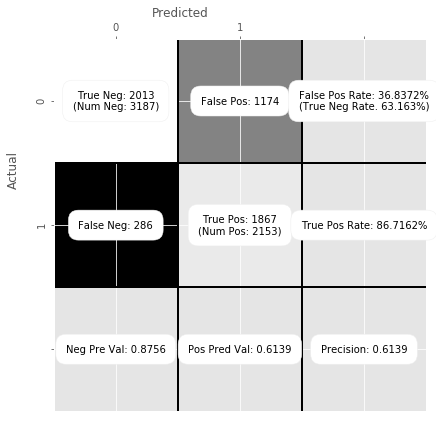 Predicted
0
1
Actual
0
True Neg: 2013
(Num Neg: 3187)
False Pos: 1174
False Pos Rate: 36.8372%
(True Neg Rate. 63.163%)
1
False Neg: 286
True Pos: 1867
(Num Pos: 2153)
True Pos Rate: 86.7162%
Neg Pre Val: 0.8756
Pos Pred Val: 0.6139
Precision: 0.6139